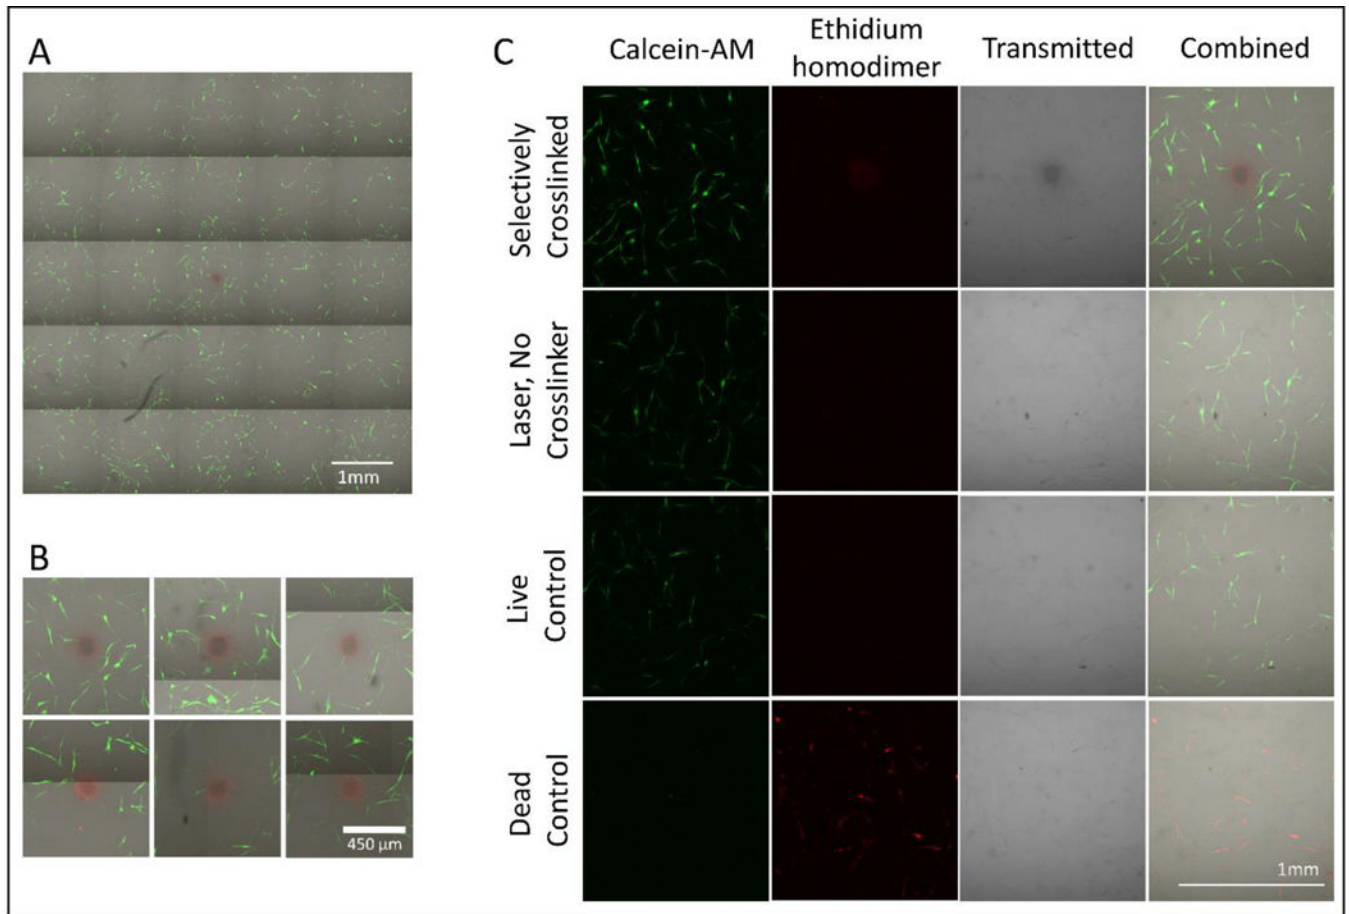 A
1mm
B
450 µm
C
Calcein-AM
Ethidium
homodimer
Transmitted
Combined
Selectively
Crosslinked
Laser, No
Crosslinker
Live
Control
Dead
Control
1mm